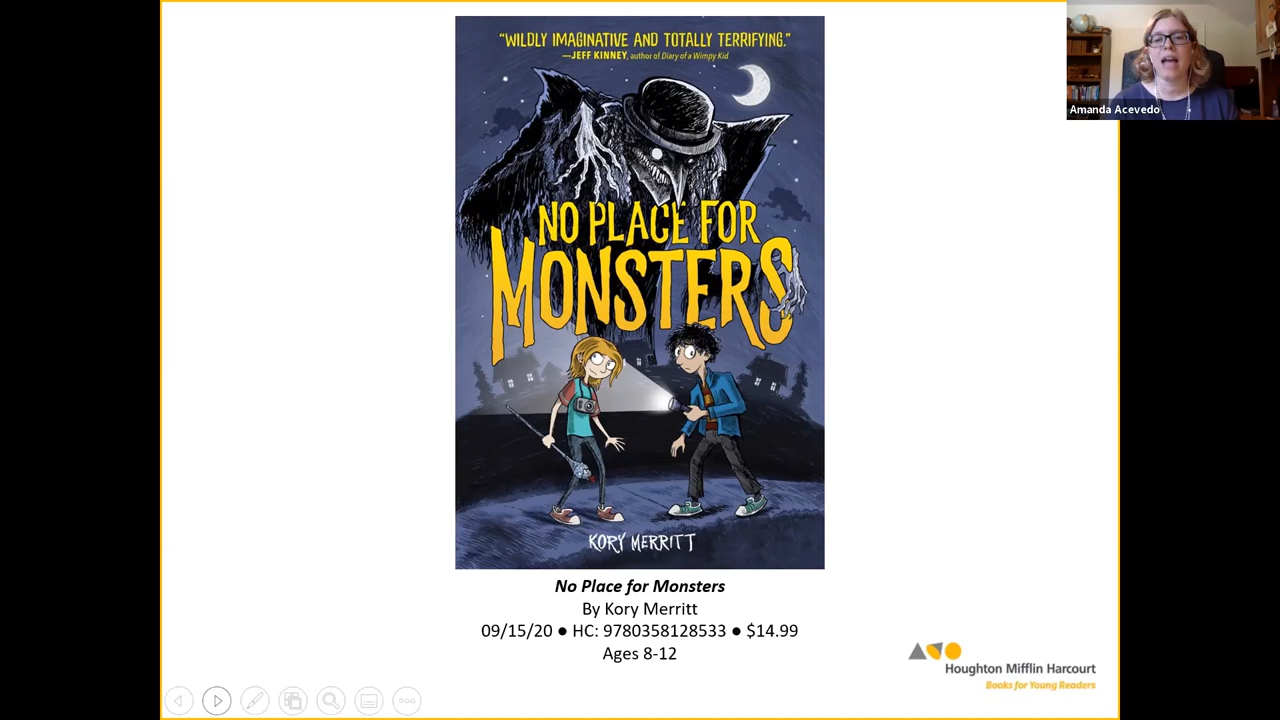 “WILDLY IMAGINATIVE AND TOTALLY TERRIFYING.”
—JEFF KINNEY, author of Diary of a Wimpy Kid
NO PLACE FOR
MONSTERS
KORY MERRITT
No Place for Monsters
By Kory Merritt
09/15/20 ● HC: 9780358128533 ● $14.99
Ages 8-12
Houghton Mifflin Harcourt
Books for Young Readers
Amanda Acevedo